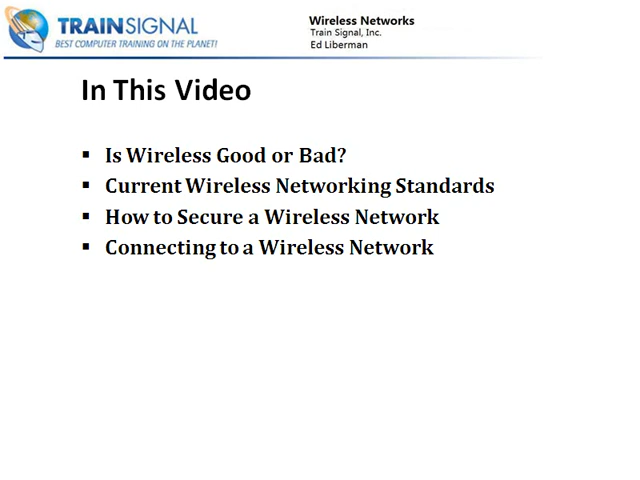 TRAINSIGNAL
BEST COMPUTER TRAINING ON THE PLANET!
Wireless Networks
Train Signal, Inc.
Ed Liberman
In This Video
▪ Is Wireless Good or Bad?
▪ Current Wireless Networking Standards
▪ How to Secure a Wireless Network
▪ Connecting to a Wireless Network